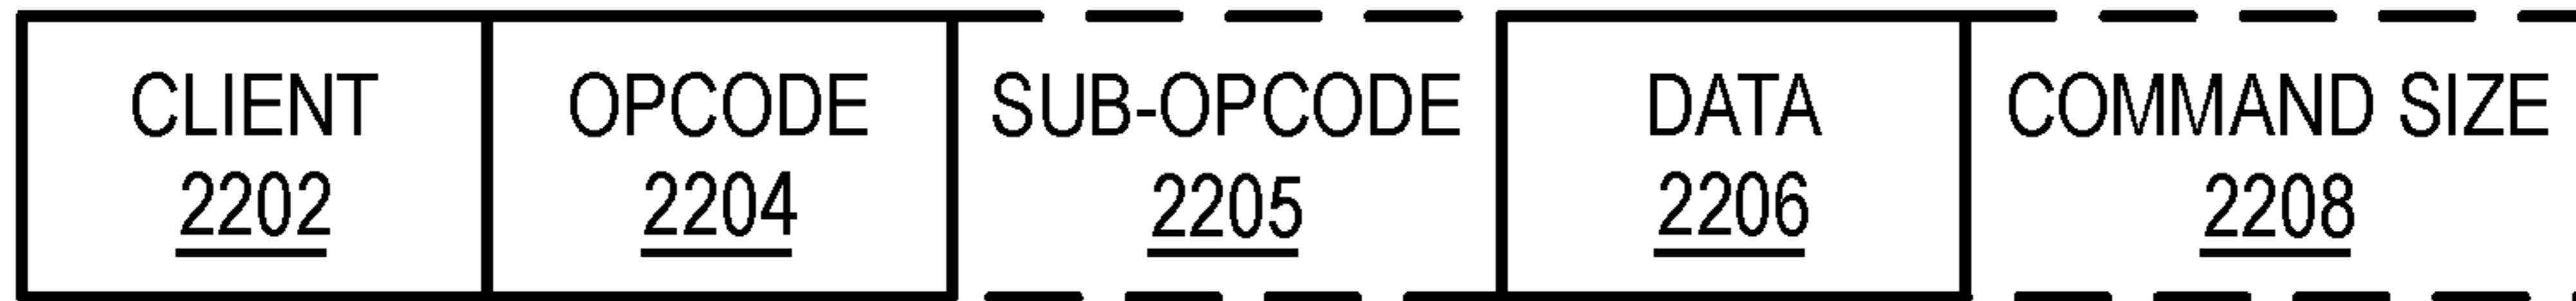 CLIENT OPCODE SUB-OPCODE DATA COMMAND SIZE
2202 2204 2205 2206 2208